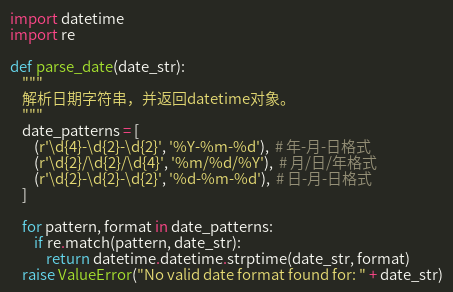 import datetime
import re

def parse_date(date_str):
    """
    解析日期字符串，并返回datetime对象。
    """
    date_patterns = [
        (r'\d{4}-\d{2}-\d{2}', '%Y-%m-%d'),  # 年-月-日格式
        (r'\d{2}/\d{2}/\d{4}', '%m/%d/%Y'),  # 月/日/年格式
        (r'\d{2}-\d{2}-\d{2}', '%d-%m-%d'),  # 日-月-日格式
    ]

    for pattern, format in date_patterns:
        if re.match(pattern, date_str):
            return datetime.datetime.strptime(date_str, format)
    raise ValueError("No valid date format found for: " + date_str)